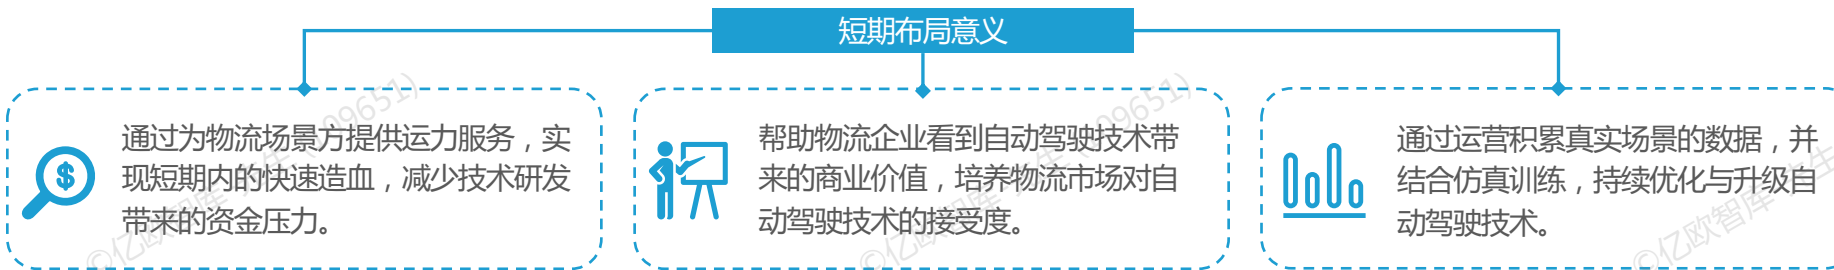 短期布局意义
通过为物流场景方提供运力服务，实
现短期内的快速造血，减少技术研发
带来的资金压力。
帮助物流企业看到自动驾驶技术带
来的商业价值，培养物流市场对自
动驾驶技术的接受度。
通过运营积累真实场景的数据，并
结合仿真训练，持续优化与升级自
动驾驶技术。